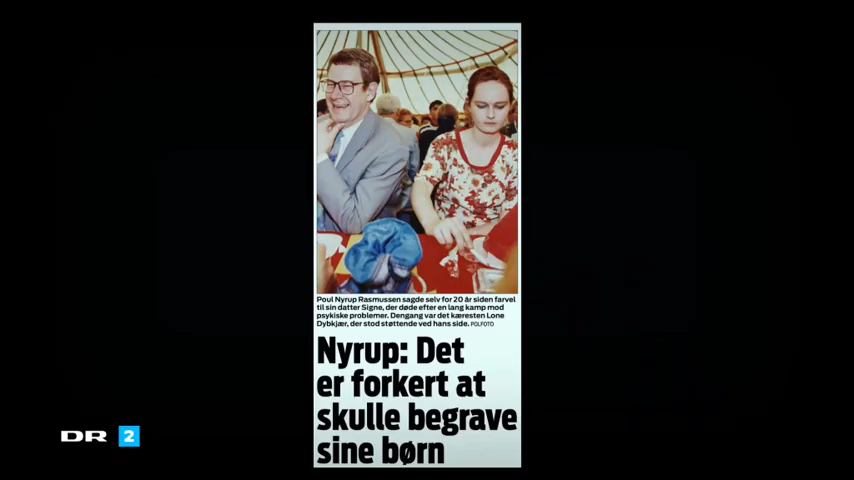 Poul Nyrup Rasmussen sagde selv for 20 år siden farvel
til sin datter Signe, der døde efter en lang kamp mod
psykiske problemer. Dengang var det kæresten Lone
Dybkjær, der stod støttende ved hans side. POLFOTO
Nyrup: Det
er forkert at
skulle begrave
sine børn
DR 2